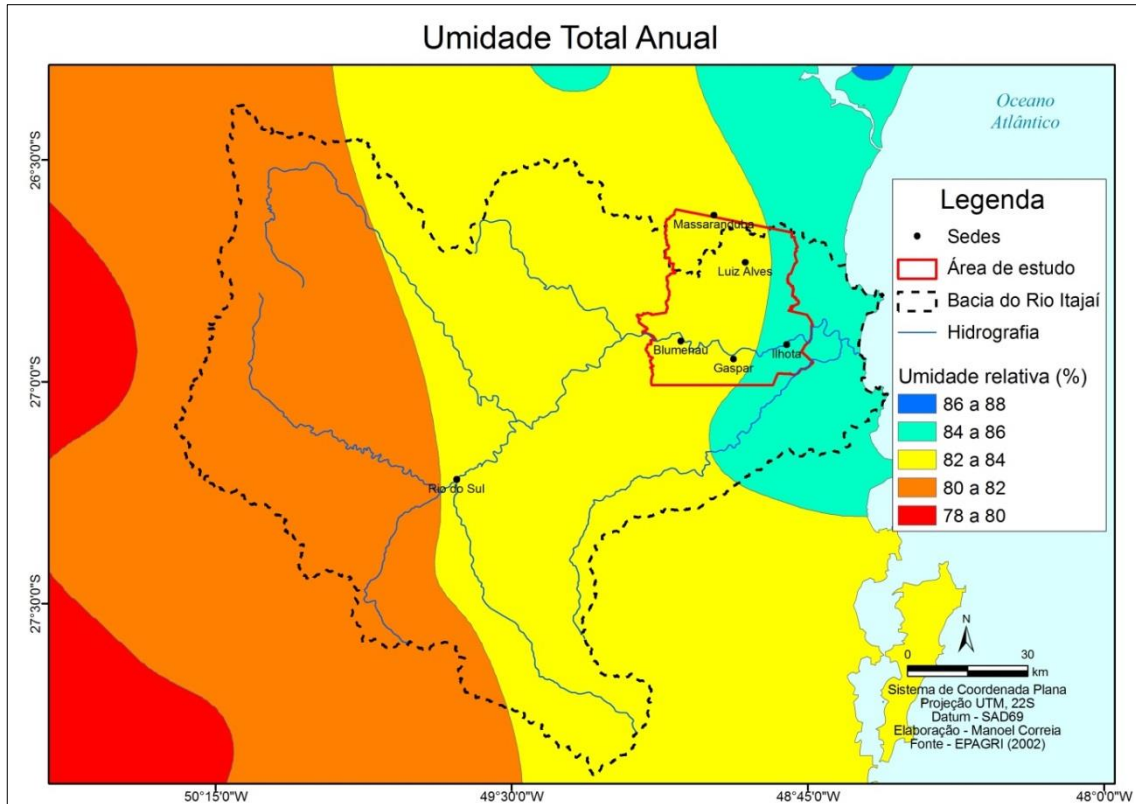 Umidade Total Anual
Oceano
Atlântico
26°30'0"S
27°0'0"S
27°30'0"S
Massaranduba
Luiz Alves
Blumenau
Gaspar
Ilhota
Rio do Sul
Legenda
Sedes
Área de estudo
Bacia do Rio Itajaí
Hidrografia
Umidade relativa (%)
86 a 88
84 a 86
82 a 84
80 a 82
78 a 80
N
0 30
km
Sistema de Coordenada Plana
Projeção UTM, 22S
Datum - SAD69
Elaboração - Manoel Correia
Fonte - EPAGRI (2002)
50°15'0"W 49°30'0"W 48°45'0"W 48°0'0"W